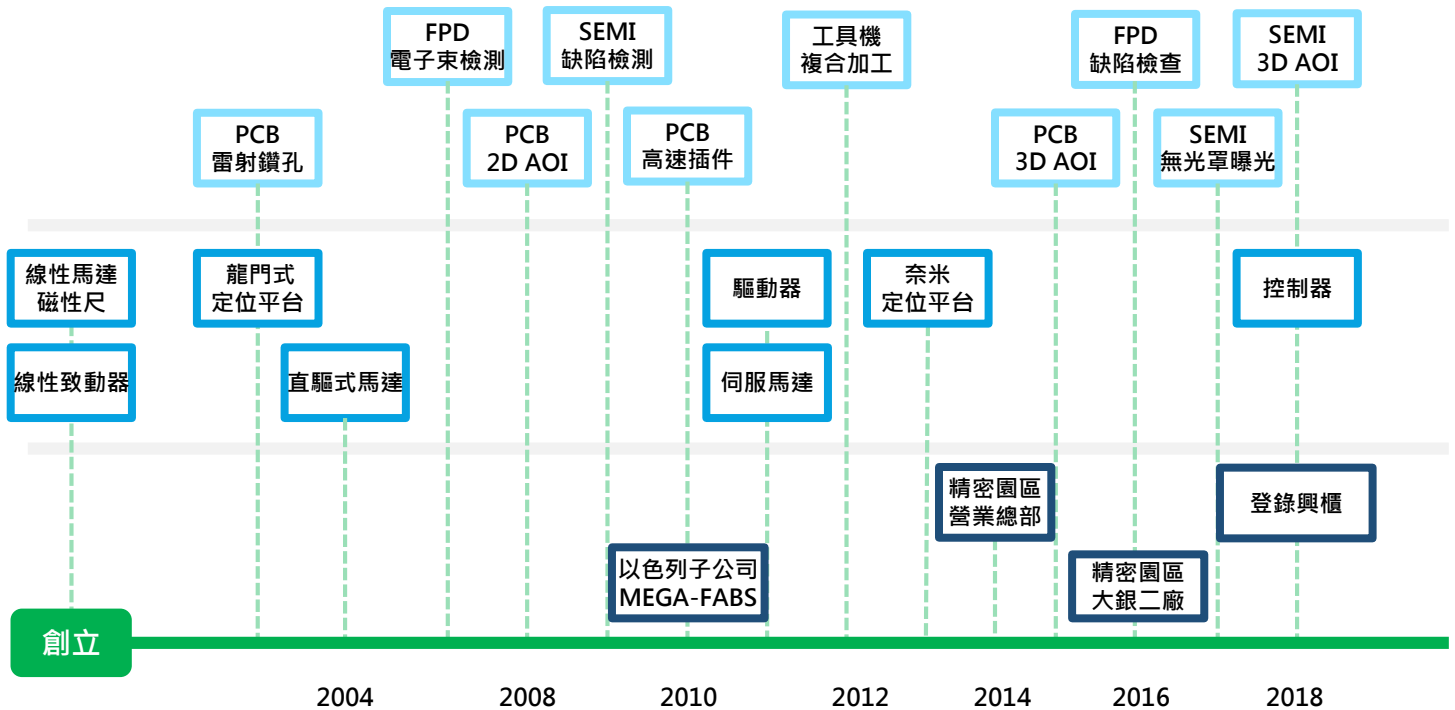 FPD
電子束檢測
SEMI
缺陷檢測
工具機
複合加工
FPD
缺陷檢查
SEMI
3D AOI
PCB
雷射鑽孔
PCB
2D AOI
PCB
高速插件
PCB
3D AOI
SEMI
無光罩曝光
線性馬達
磁性尺
龍門式
定位平台
驅動器
奈米
定位平台
控制器
線性致動器
直驅式馬達
伺服馬達
精密園區
營業總部
登錄興櫃
以色列子公司
MEGA-FABS
精密園區
大銀二廠
創立
2004
2008
2010
2012
2014
2016
2018